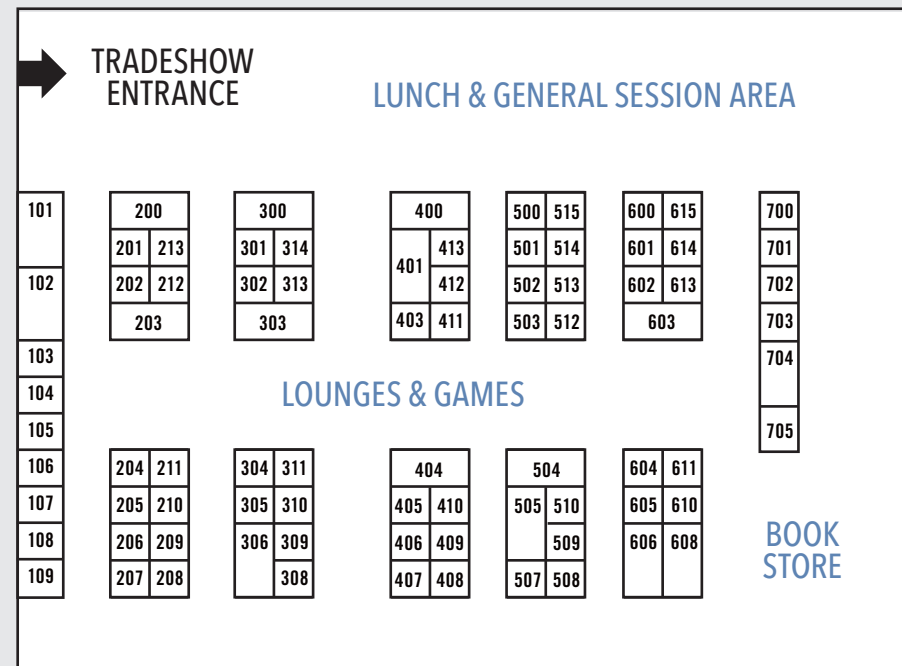 TRADESHOW
ENTRANCE
LUNCH & GENERAL SESSION AREA
101 200 300 400 500 515 600 615 700
201 213 301 314 401 413 501 514 601 614 701
102 202 212 302 313 412 502 513 602 613 702
203 303 403 411 503 512 603 703
103 704
104 LOUNGES & GAMES
105 705
106 204 211 304 311 404 504 604 611
107 205 210 305 310 405 410 505 510 605 610
108 206 209 306 309 406 409 509 606 608
109 207 208 308 407 408 507 508
BOOK
STORE